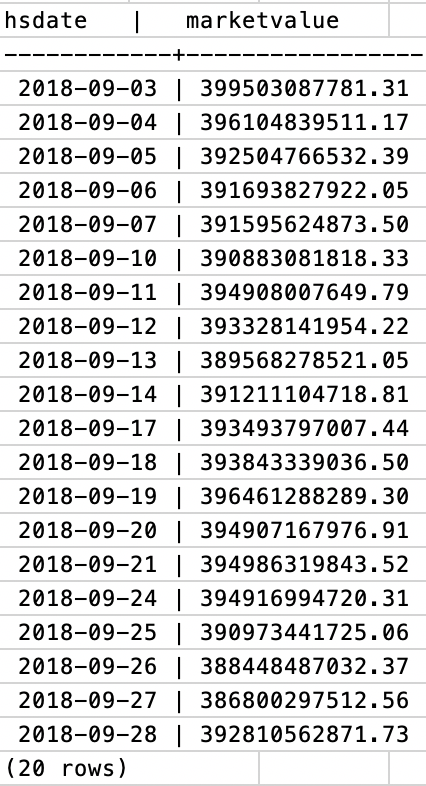 hsdate | marketvalue
------------+-----------------
2018-09-03 | 399503087781.31
2018-09-04 | 396104839511.17
2018-09-05 | 392504766532.39
2018-09-06 | 391693827922.05
2018-09-07 | 391595624873.50
2018-09-10 | 390883081818.33
2018-09-11 | 394908007649.79
2018-09-12 | 393328141954.22
2018-09-13 | 389568278521.05
2018-09-14 | 391211104718.81
2018-09-17 | 393493797007.44
2018-09-18 | 393843339036.50
2018-09-19 | 396461288289.30
2018-09-20 | 394907167976.91
2018-09-21 | 394986319843.52
2018-09-24 | 394916994720.31
2018-09-25 | 390973441725.06
2018-09-26 | 388448487032.37
2018-09-27 | 386800297512.56
2018-09-28 | 392810562871.73
(20 rows)